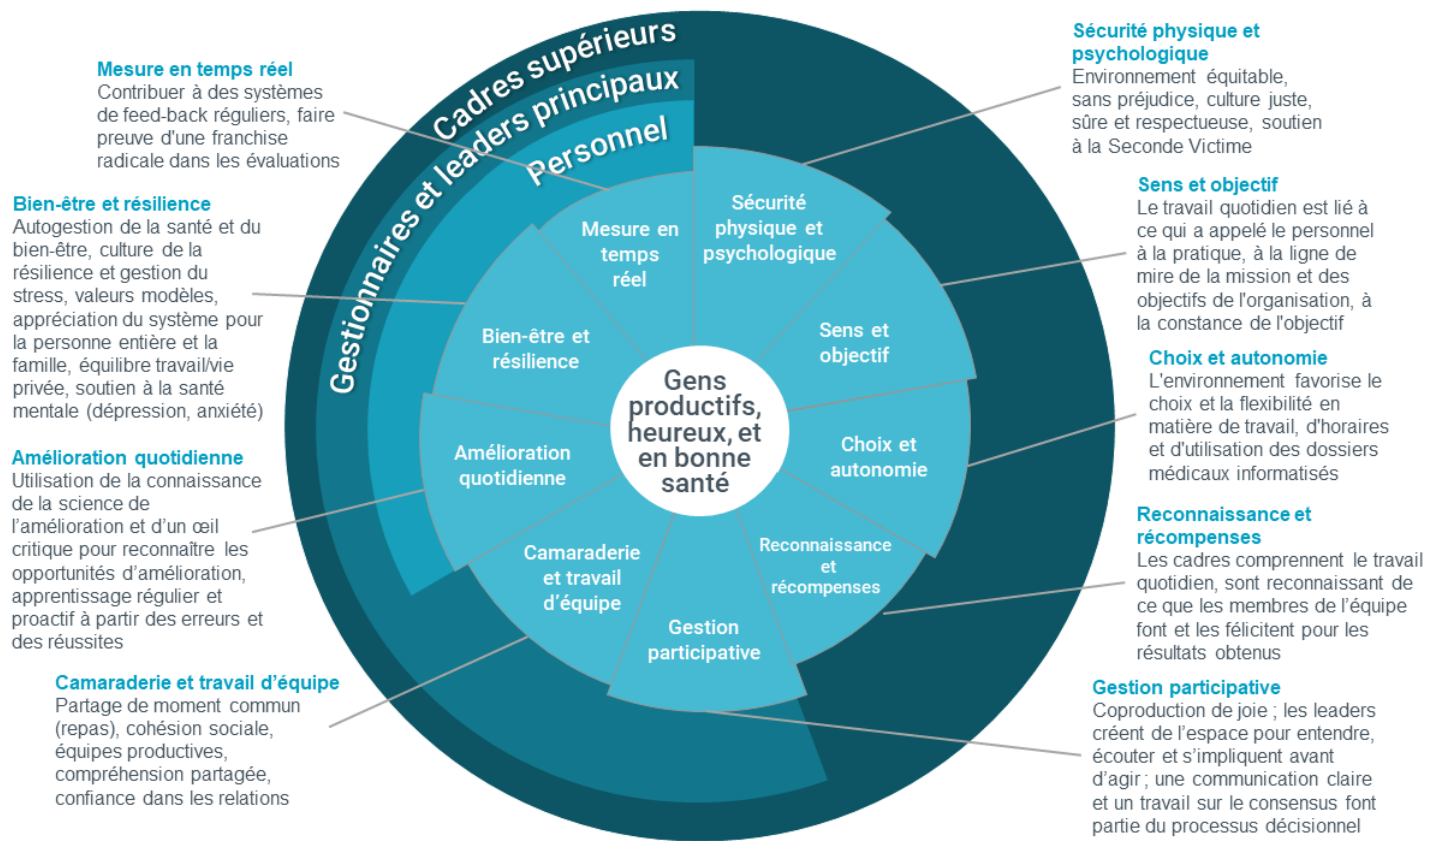 Mesure en temps réel
Contribuer à des systèmes
de feed-back réguliers, faire
preuve d'une franchise
radicale dans les évaluations
Bien-être et résilience
Autogestion de la santé et du
bien-être, culture de la
résilience et gestion du
stress, valeurs modèles,
appréciation du système pour
la personne entière et la
famille, équilibre travail/vie
privée, soutien à la santé
mentale (dépression, anxiété)
Amélioration quotidienne
Utilisation de la connaissance
de la science de
l’amélioration et d’un œil
critique pour reconnaître les
opportunités d’amélioration,
apprentissage régulier et
proactif à partir des erreurs et
des réussites
Camaraderie et travail d’équipe
Partage de moment commun
(repas), cohésion sociale,
équipes productives,
compréhension partagée,
confiance dans les relations
Cadres supérieurs
Gestionnaires et leaders principaux
Personnel
Mesure en
temps
réel
Sécurité
physique et
psychologique
Bien-être et
résilience
Sens et
objectif
Gens
productifs,
heureux, et
en bonne
santé
Amélioration
quotidienne
Choix et
autonomie
Camaraderie
et travail
d’équipe
Reconnaissance
et
récompenses
Gestion
participative
Sécurité physique et
psychologique
Environnement équitable,
sans préjudice, culture juste,
sûre et respectueuse, soutien
à la Seconde Victime
Sens et objectif
Le travail quotidien est lié à
ce qui a appelé le personnel
à la pratique, à la ligne de
mire de la mission et des
objectifs de l'organisation, à
la constance de l'objectif
Choix et autonomie
L'environnement favorise le
choix et la flexibilité en
matière de travail, d'horaires
et d'utilisation des dossiers
médicaux informatisés
Reconnaissance et
récompenses
Les cadres comprennent le travail
quotidien, sont reconnaissant de
ce que les membres de l’équipe
font et les félicitent pour les
résultats obtenus
Gestion participative
Coproduction de joie ; les leaders
créent de l’espace pour entendre,
écouter et s’impliquent avant
d’agir ; une communication claire
et un travail sur le consensus font
partie du processus décisionnel